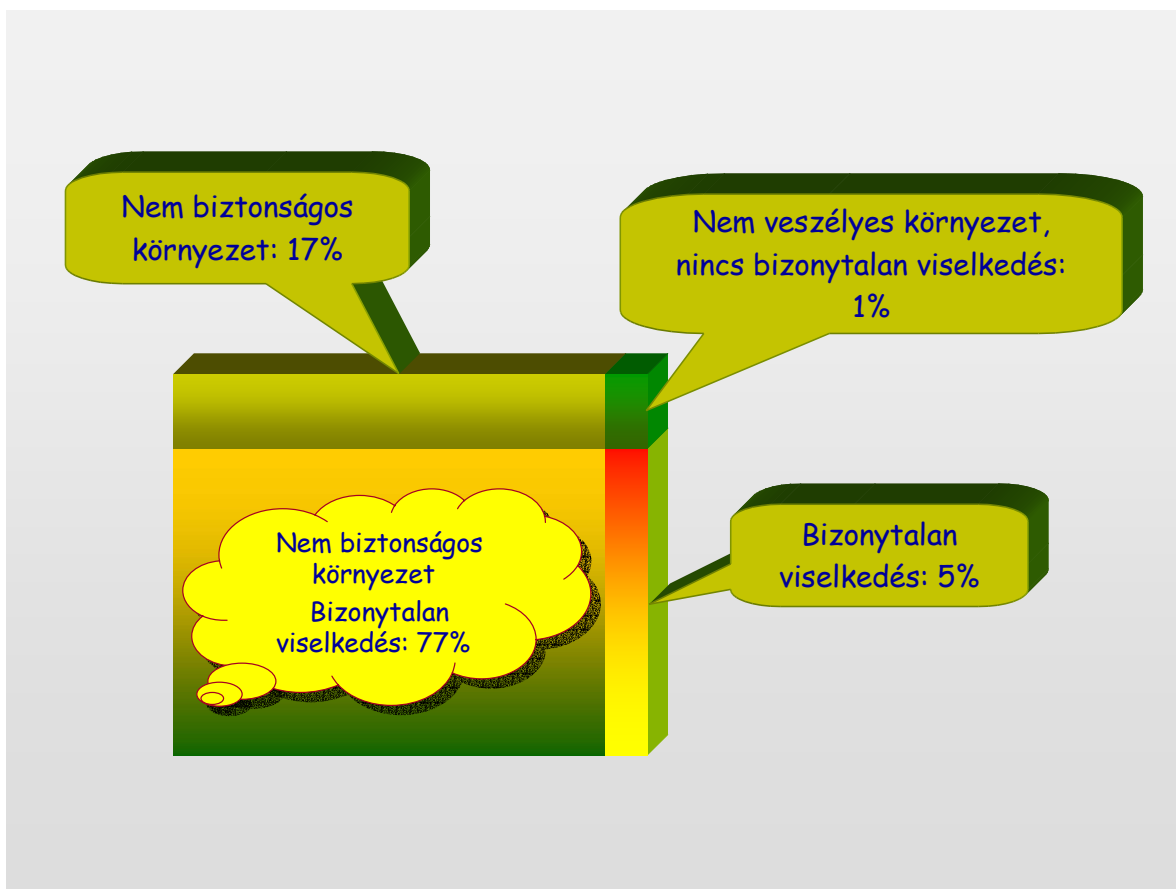 Nem biztonságos
környezet: 17%
Nem veszélyes környezet,
nincs bizonytalan viselkedés:
1%
Nem biztonságos
környezet
Bizonytalan
viselkedés: 77%
Bizonytalan
viselkedés: 5%